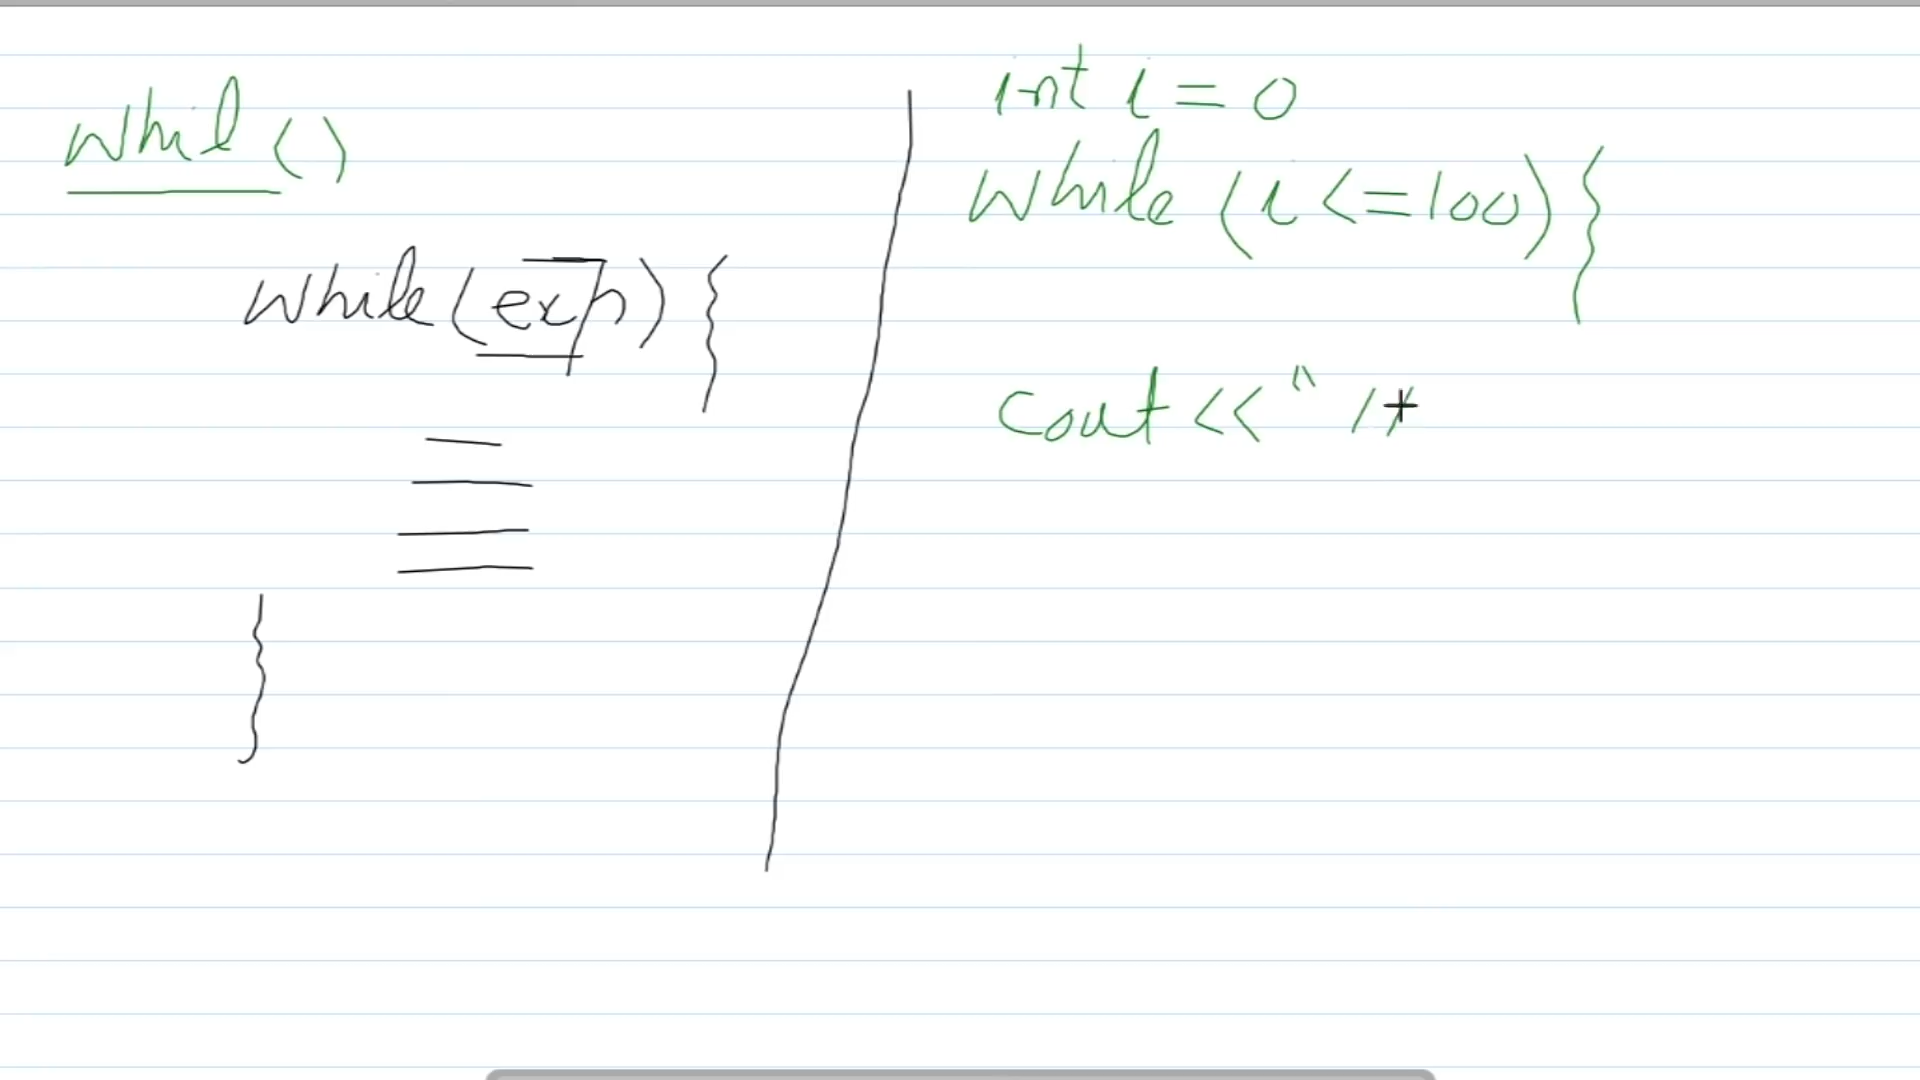 whil()
while(exp) {
}
int i = 0
while (i <= 100) {
cout << "